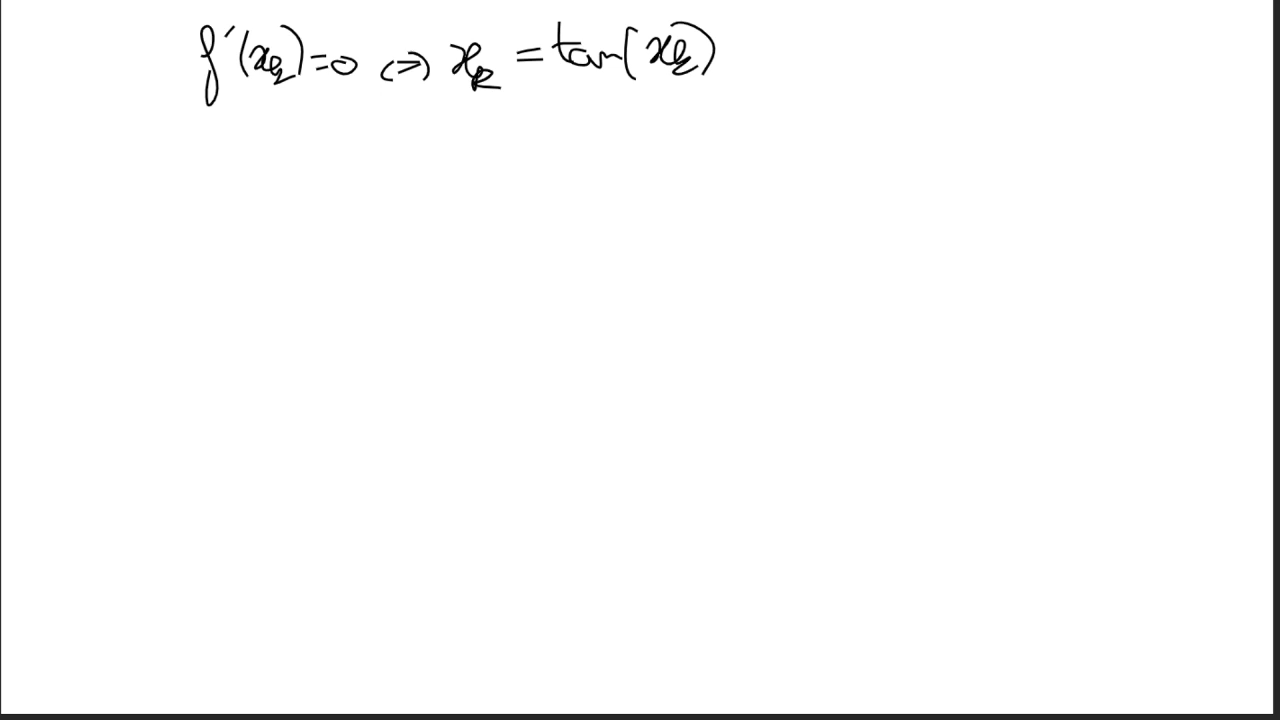 f'(x_k)=0 ⇔ x_k = tan(x_k)